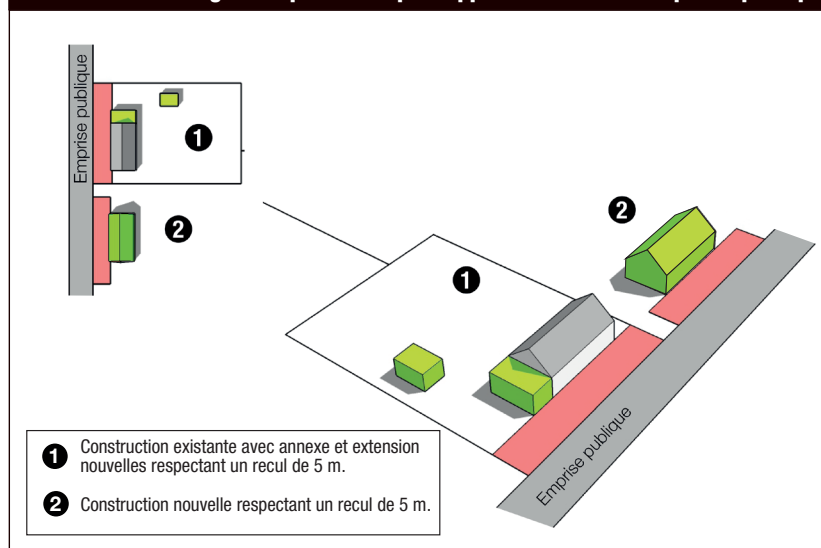 Emprise publique
1
2
2
1
Emprise publique
1 Construction existante avec annexe et extension
nouvelles respectant un recul de 5 m.
2 Construction nouvelle respectant un recul de 5 m.